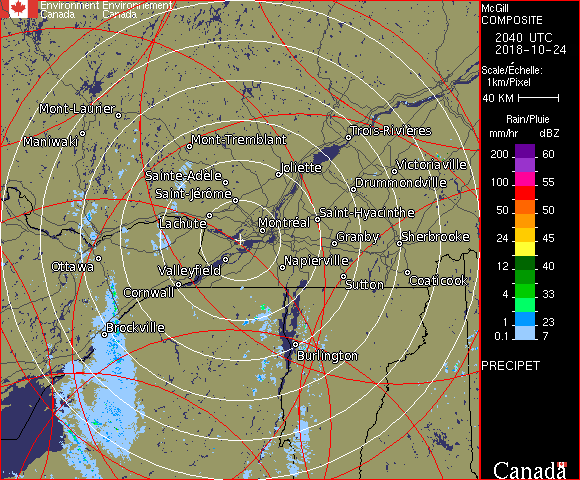 Environment Environnement
Canada Canada
Mont-Laurier
Maniwaki
Mont-Tremblant
Trois-Rivières
Sainte-Adèle
Joliette
Victoriaville
Saint-Jérôme
Drummondville
Lachute
Montréal
Saint-Hyacinthe
Granby
Sherbrooke
Ottawa
Valleyfield
Napierville
Sutton
Coaticook
Cornwall
Brockville
Burlington
McGill
COMPOSITE
2040 UTC
2018-10-24
Scale/Échelle:
1km/Pixel
40 KM
Rain/Pluie
mm/hr dBZ
200 60
100 55
75 53
50 50
24 45
12 40
4 33
1 23
0.1 7
PRECIPET
Canada